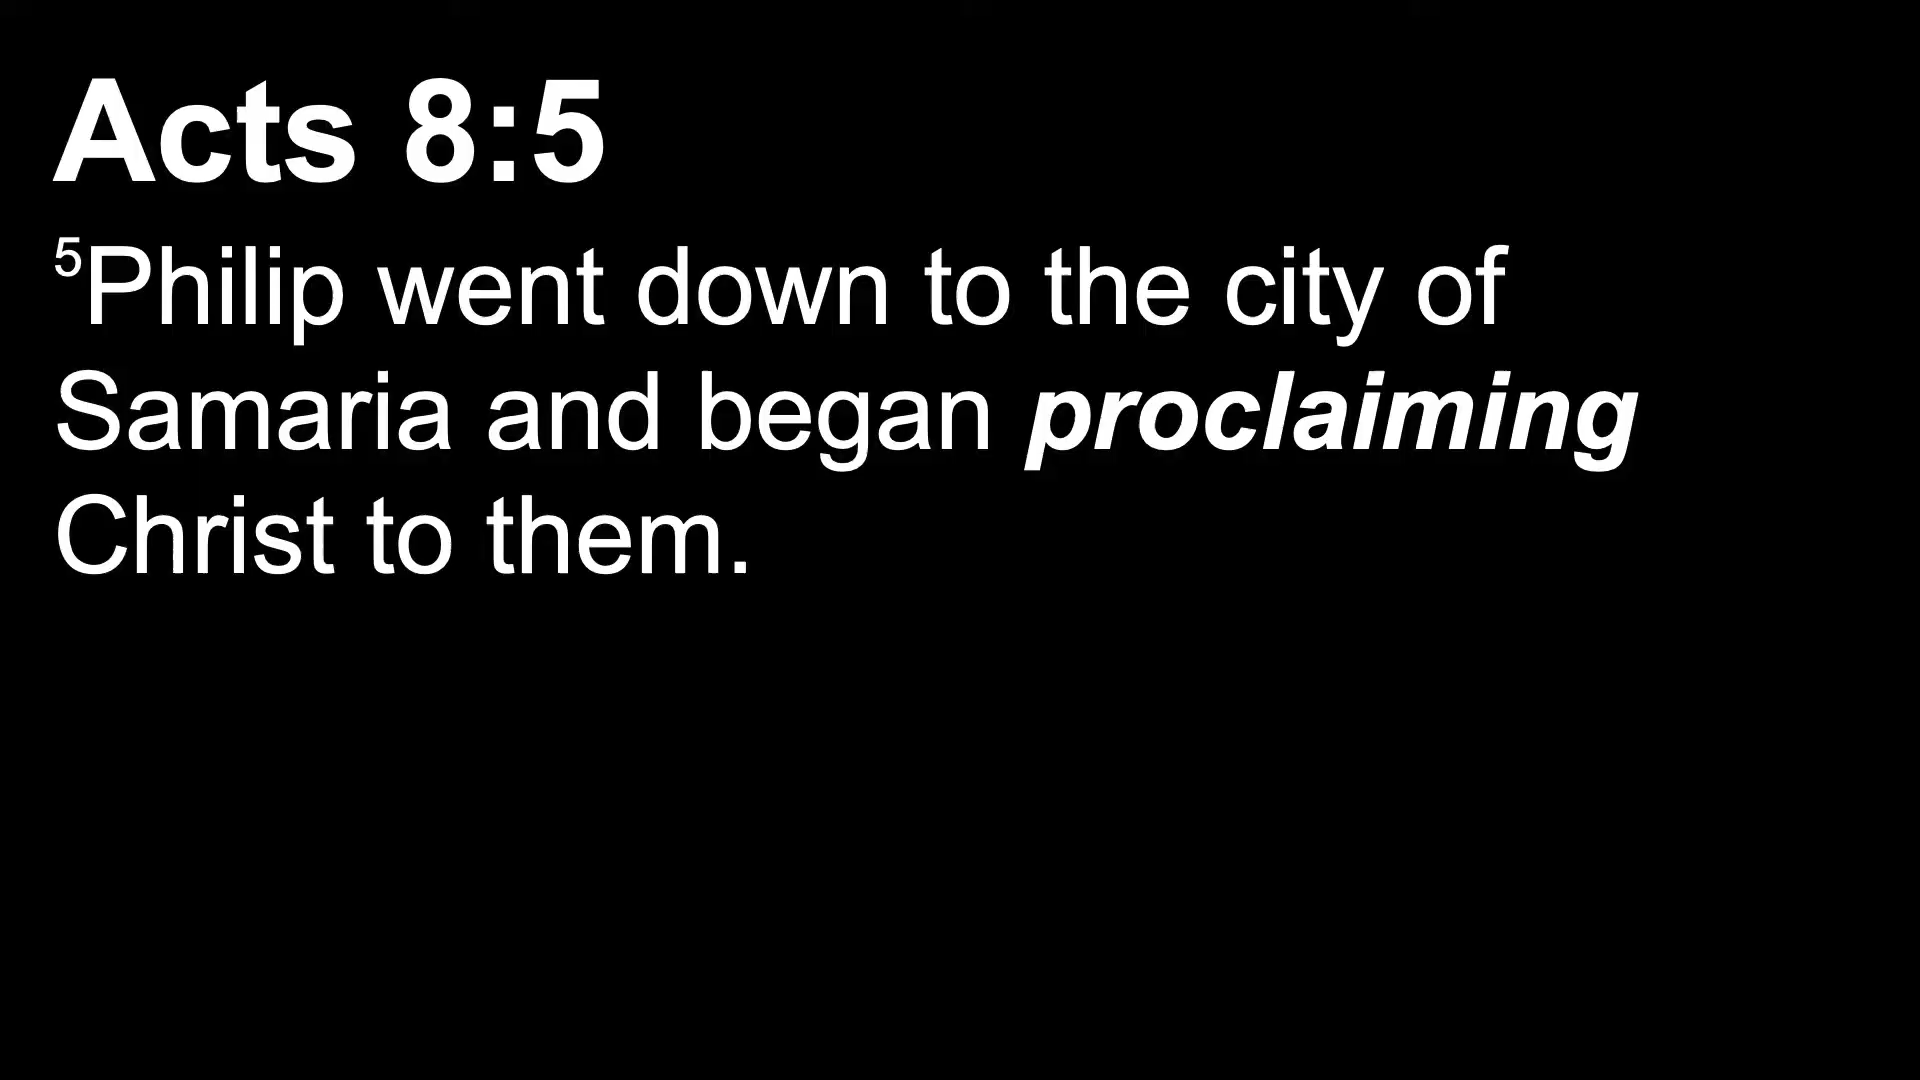 Acts 8:5
⁵Philip went down to the city of
Samaria and began proclaiming
Christ to them.